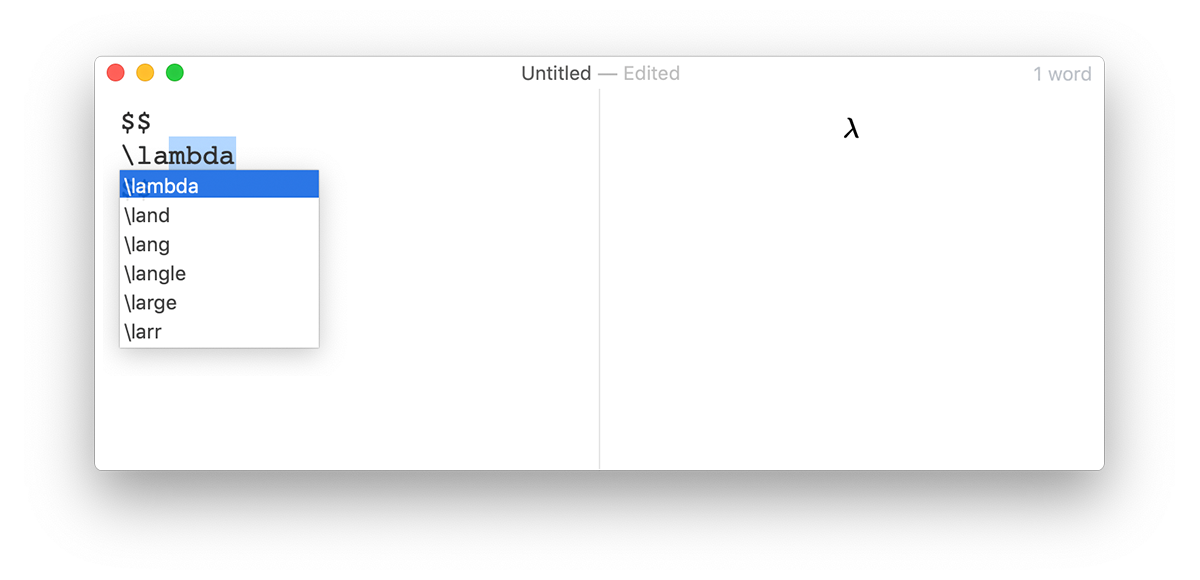 Untitled — Edited
1 word
$$
\lambda
λ
\lambda
\land
\lang
\langle
\large
\larr